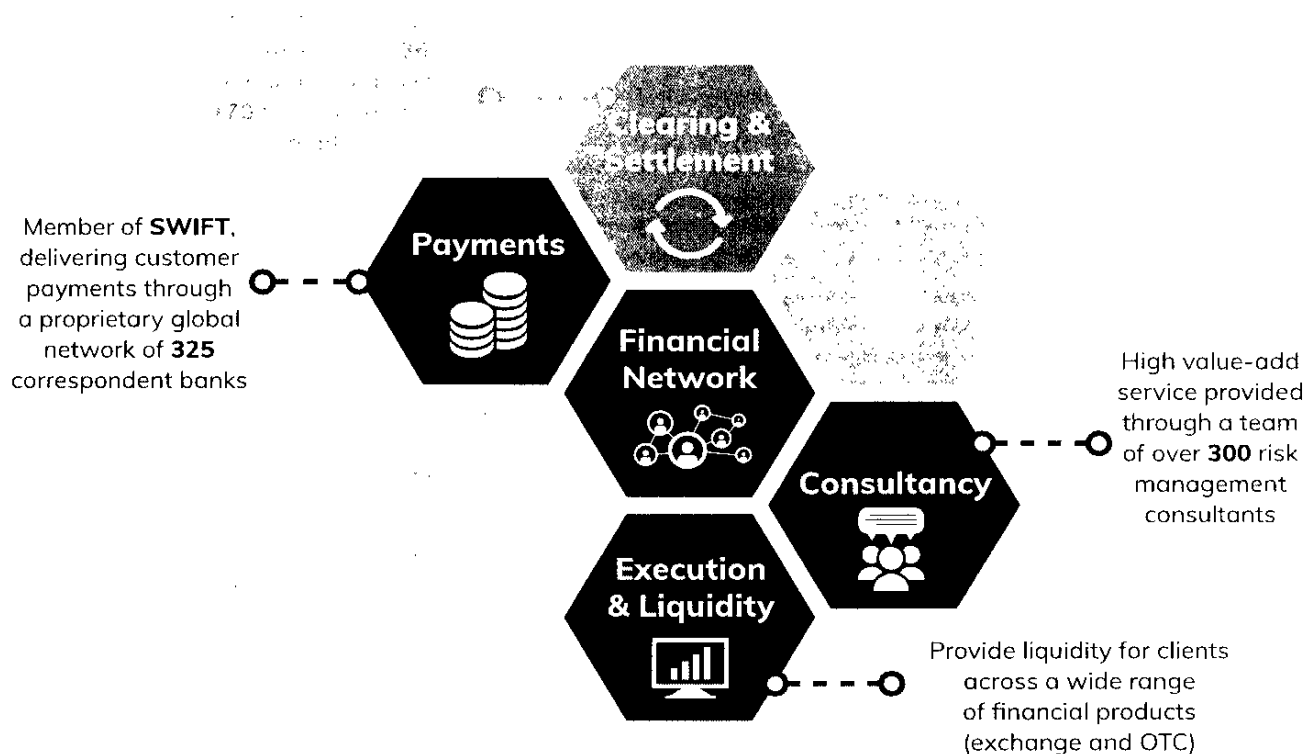 Clearing &
Settlement
Member of SWIFT,
delivering customer
payments through
a proprietary global
network of 325
correspondent banks
Payments
Financial
Network
High value-add
service provided
through a team
of over 300 risk
management
consultants
Consultancy
Execution
& Liquidity
Provide liquidity for clients
across a wide range
of financial products
(exchange and OTC)